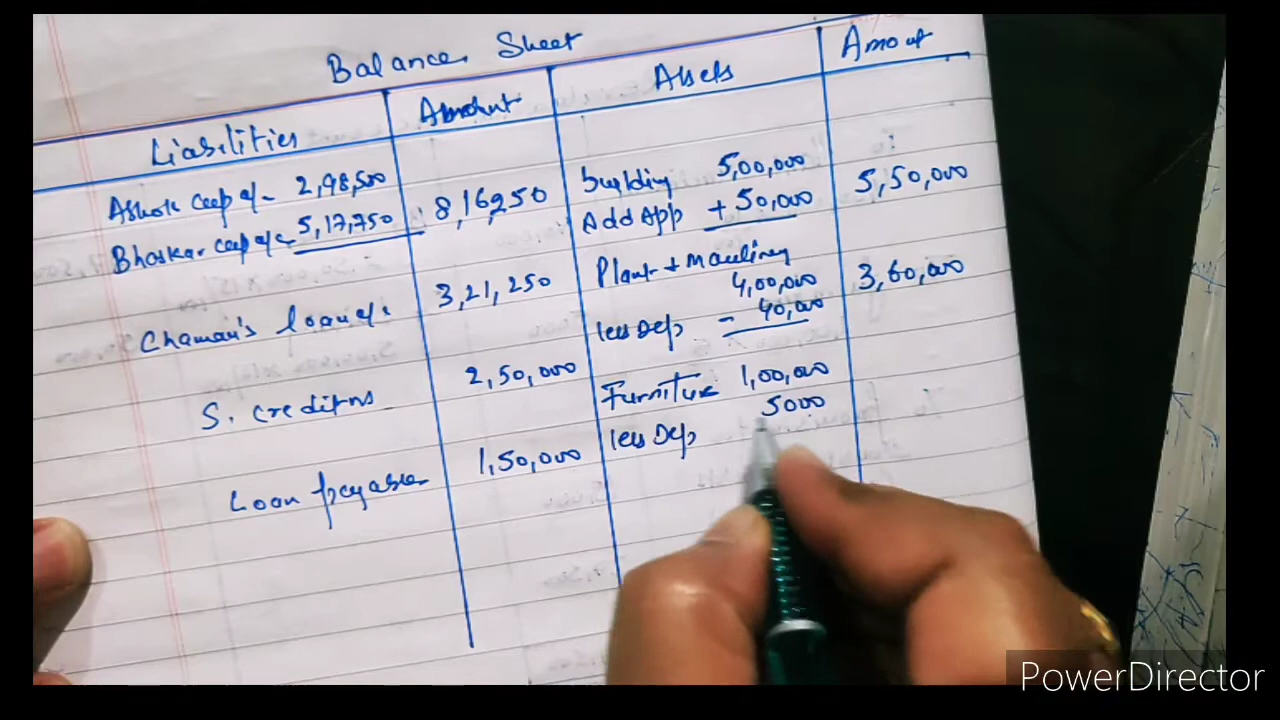 Balance Sheet
Liabilities Amount Assets Amout
Ashok cap a/c 2,98,500
Bhaskar cap a/c 5,17,750 8,16,250
Chaman's loan a/c 3,21,250
S. creditors 2,50,000
Loan payable 1,50,000
building 5,00,000
Add App + 50,000 5,50,000
Plant +
4,00,000
less Dep - 40,000 3,60,000
Furniture 1,00,000
less Dep 5000
PowerDirector